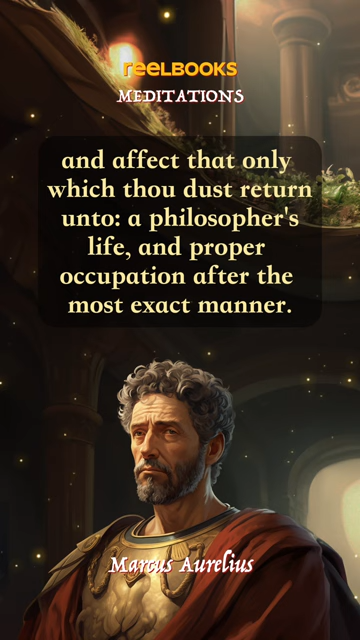 reelBOOKS
MEDITATIONS
and affect that only
which thou dust return
unto: a philosopher's
life, and proper
occupation after the
most exact manner.
Marcus Aurelius